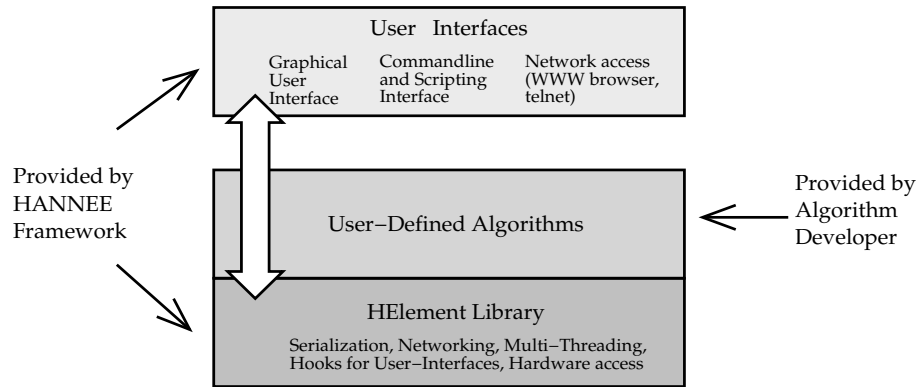 User Interfaces
Graphical
User
Interface
Commandline
and Scripting
Interface
Network access
(WWW browser,
telnet)
Provided by
HANNEE
Framework
User−Defined Algorithms
Provided by
Algorithm
Developer
HElement Library
Serialization, Networking, Multi−Threading,
Hooks for User−Interfaces, Hardware access